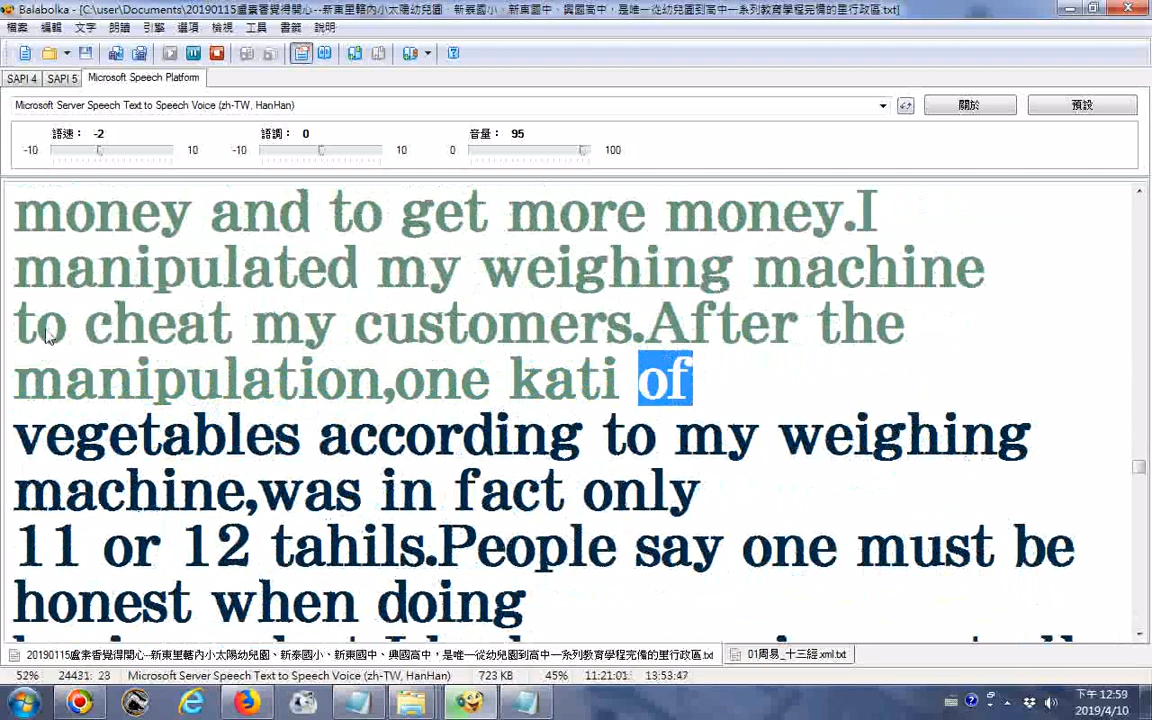 Balabolka - [C:\user\Documents\20190115盧素香覺得開心--新東里轄內小太陽幼兒園、新泰國小、新東國中、興國高中，是唯一從幼兒園到高中一系列教育學程完備的里行政區.txt]
檔案 編輯 文字 朗讀 引擎 選項 檢視 工具 書籤 說明
SAPI 4 SAPI 5 Microsoft Speech Platform
Microsoft Server Speech Text to Speech Voice (zh-TW, HanHan) 關於 預設
語速： -2 語調： 0 音量： 95
-10 10 -10 10 0 100
money and to get more money.I
manipulated my weighing machine
to cheat my customers.After the
manipulation,one kati of
vegetables according to my weighing
machine,was in fact only
11 or 12 tahils.People say one must be
honest when doing
20190115盧素香覺得開心--新東里轄內小太陽幼兒園、新泰國小、新東國中、興國高中，是唯一從幼兒園到高中一系列教育學程完備的里行政區.txt 01周易_十三經.xml.txt
52% 24431: 23 Microsoft Server Speech Text to Speech Voice (zh-TW, HanHan) 723 KB 45% 11:21:01 13:53:47
下午 12:59
2019/4/10